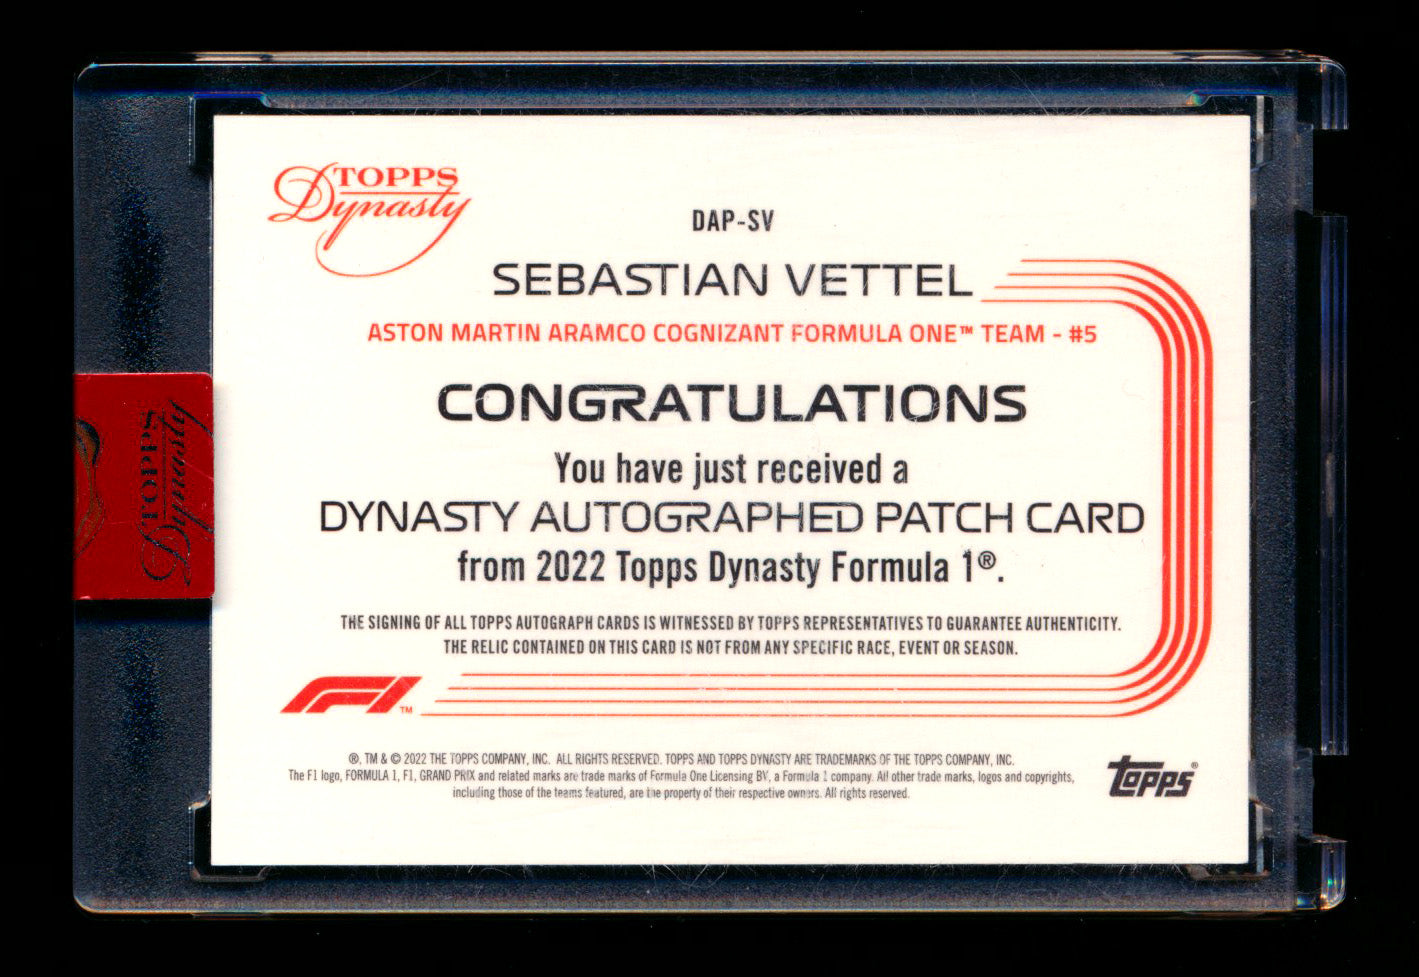 TOPPS
Dynasty
DAP-SV
SEBASTIAN VETTEL
ASTON MARTIN ARAMCO COGNIZANT FORMULA ONE™ TEAM - #5
CONGRATULATIONS
You have just received a
DYNASTY AUTOGRAPHED PATCH CARD
from 2022 Topps Dynasty Formula 1®.
THE SIGNING OF ALL TOPPS AUTOGRAPH CARDS IS WITNESSED BY TOPPS REPRESENTATIVES TO GUARANTEE AUTHENTICITY.
THE RELIC CONTAINED ON THIS CARD IS NOT FROM ANY SPECIFIC RACE, EVENT OR SEASON.
F1™
®, TM & © 2022 THE TOPPS COMPANY, INC. ALL RIGHTS RESERVED. TOPPS AND TOPPS DYNASTY ARE TRADEMARKS OF THE TOPPS COMPANY, INC.
The F1 logo, FORMULA 1, F1, GRAND PRIX and related marks are trade marks of Formula One Licensing BV, a Formula 1 company. All other trade marks, logos and copyrights,
including those of the teams featured, are the property of their respective owners. All rights reserved.
topps®
TOPPS
Dynasty